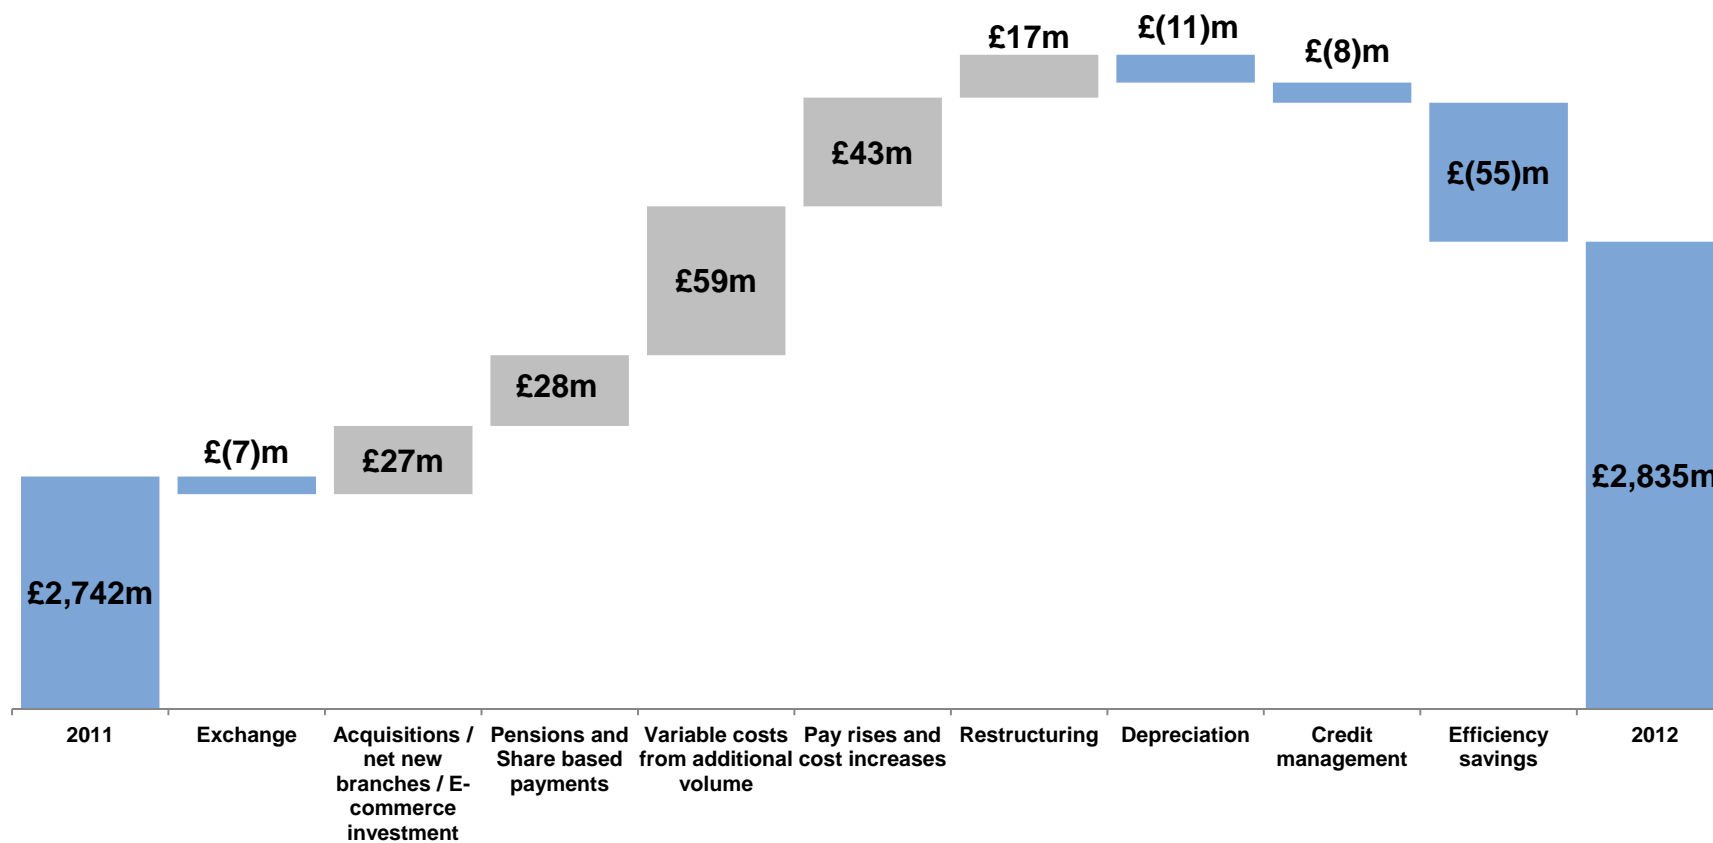 £17m
£(11)m
£(8)m
£43m
£(55)m
£59m
£28m
£(7)m
£27m
£2,835m
£2,742m
2011
Exchange
Acquisitions /
net new
branches / E-
commerce
investment
Pensions and
Share based
payments
Variable costs
from additional
volume
Pay rises and
cost increases
Restructuring
Depreciation
Credit
management
Efficiency
savings
2012